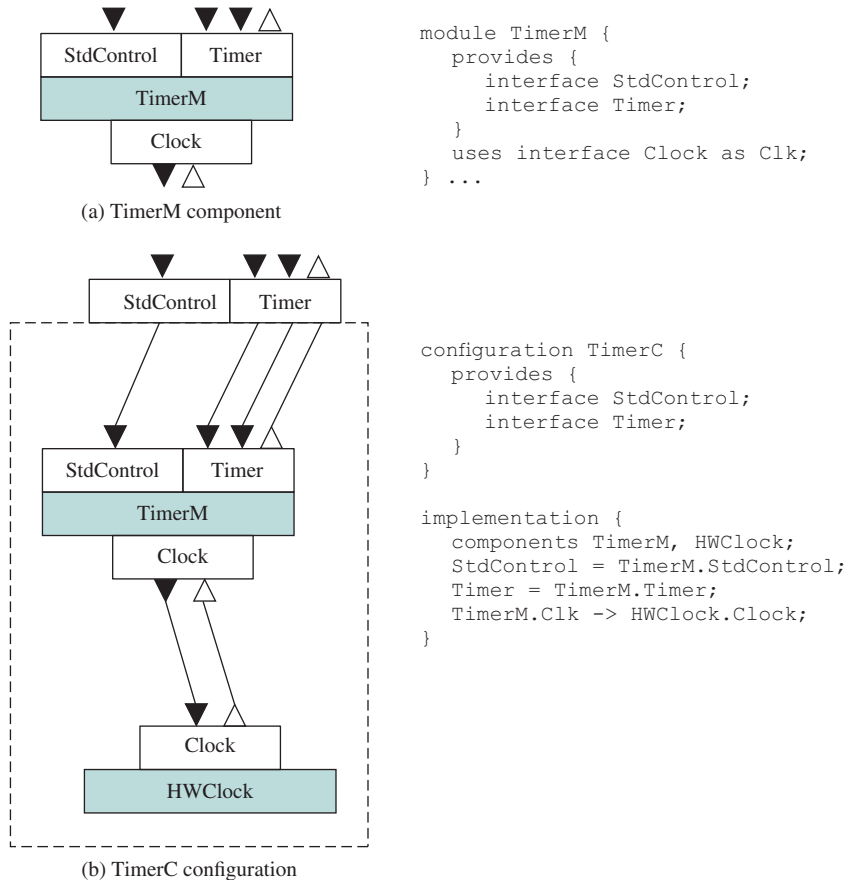 StdControl Timer
TimerM
Clock
(a) TimerM component
module TimerM {
provides {
interface StdControl;
interface Timer;
}
uses interface Clock as Clk;
} ...
StdControl Timer
StdControl Timer
TimerM
Clock
Clock
HWClock
(b) TimerC configuration
configuration TimerC {
provides {
interface StdControl;
interface Timer;
}
}
implementation {
components TimerM, HWClock;
StdControl = TimerM.StdControl;
Timer = TimerM.Timer;
TimerM.Clk -> HWClock.Clock;
}